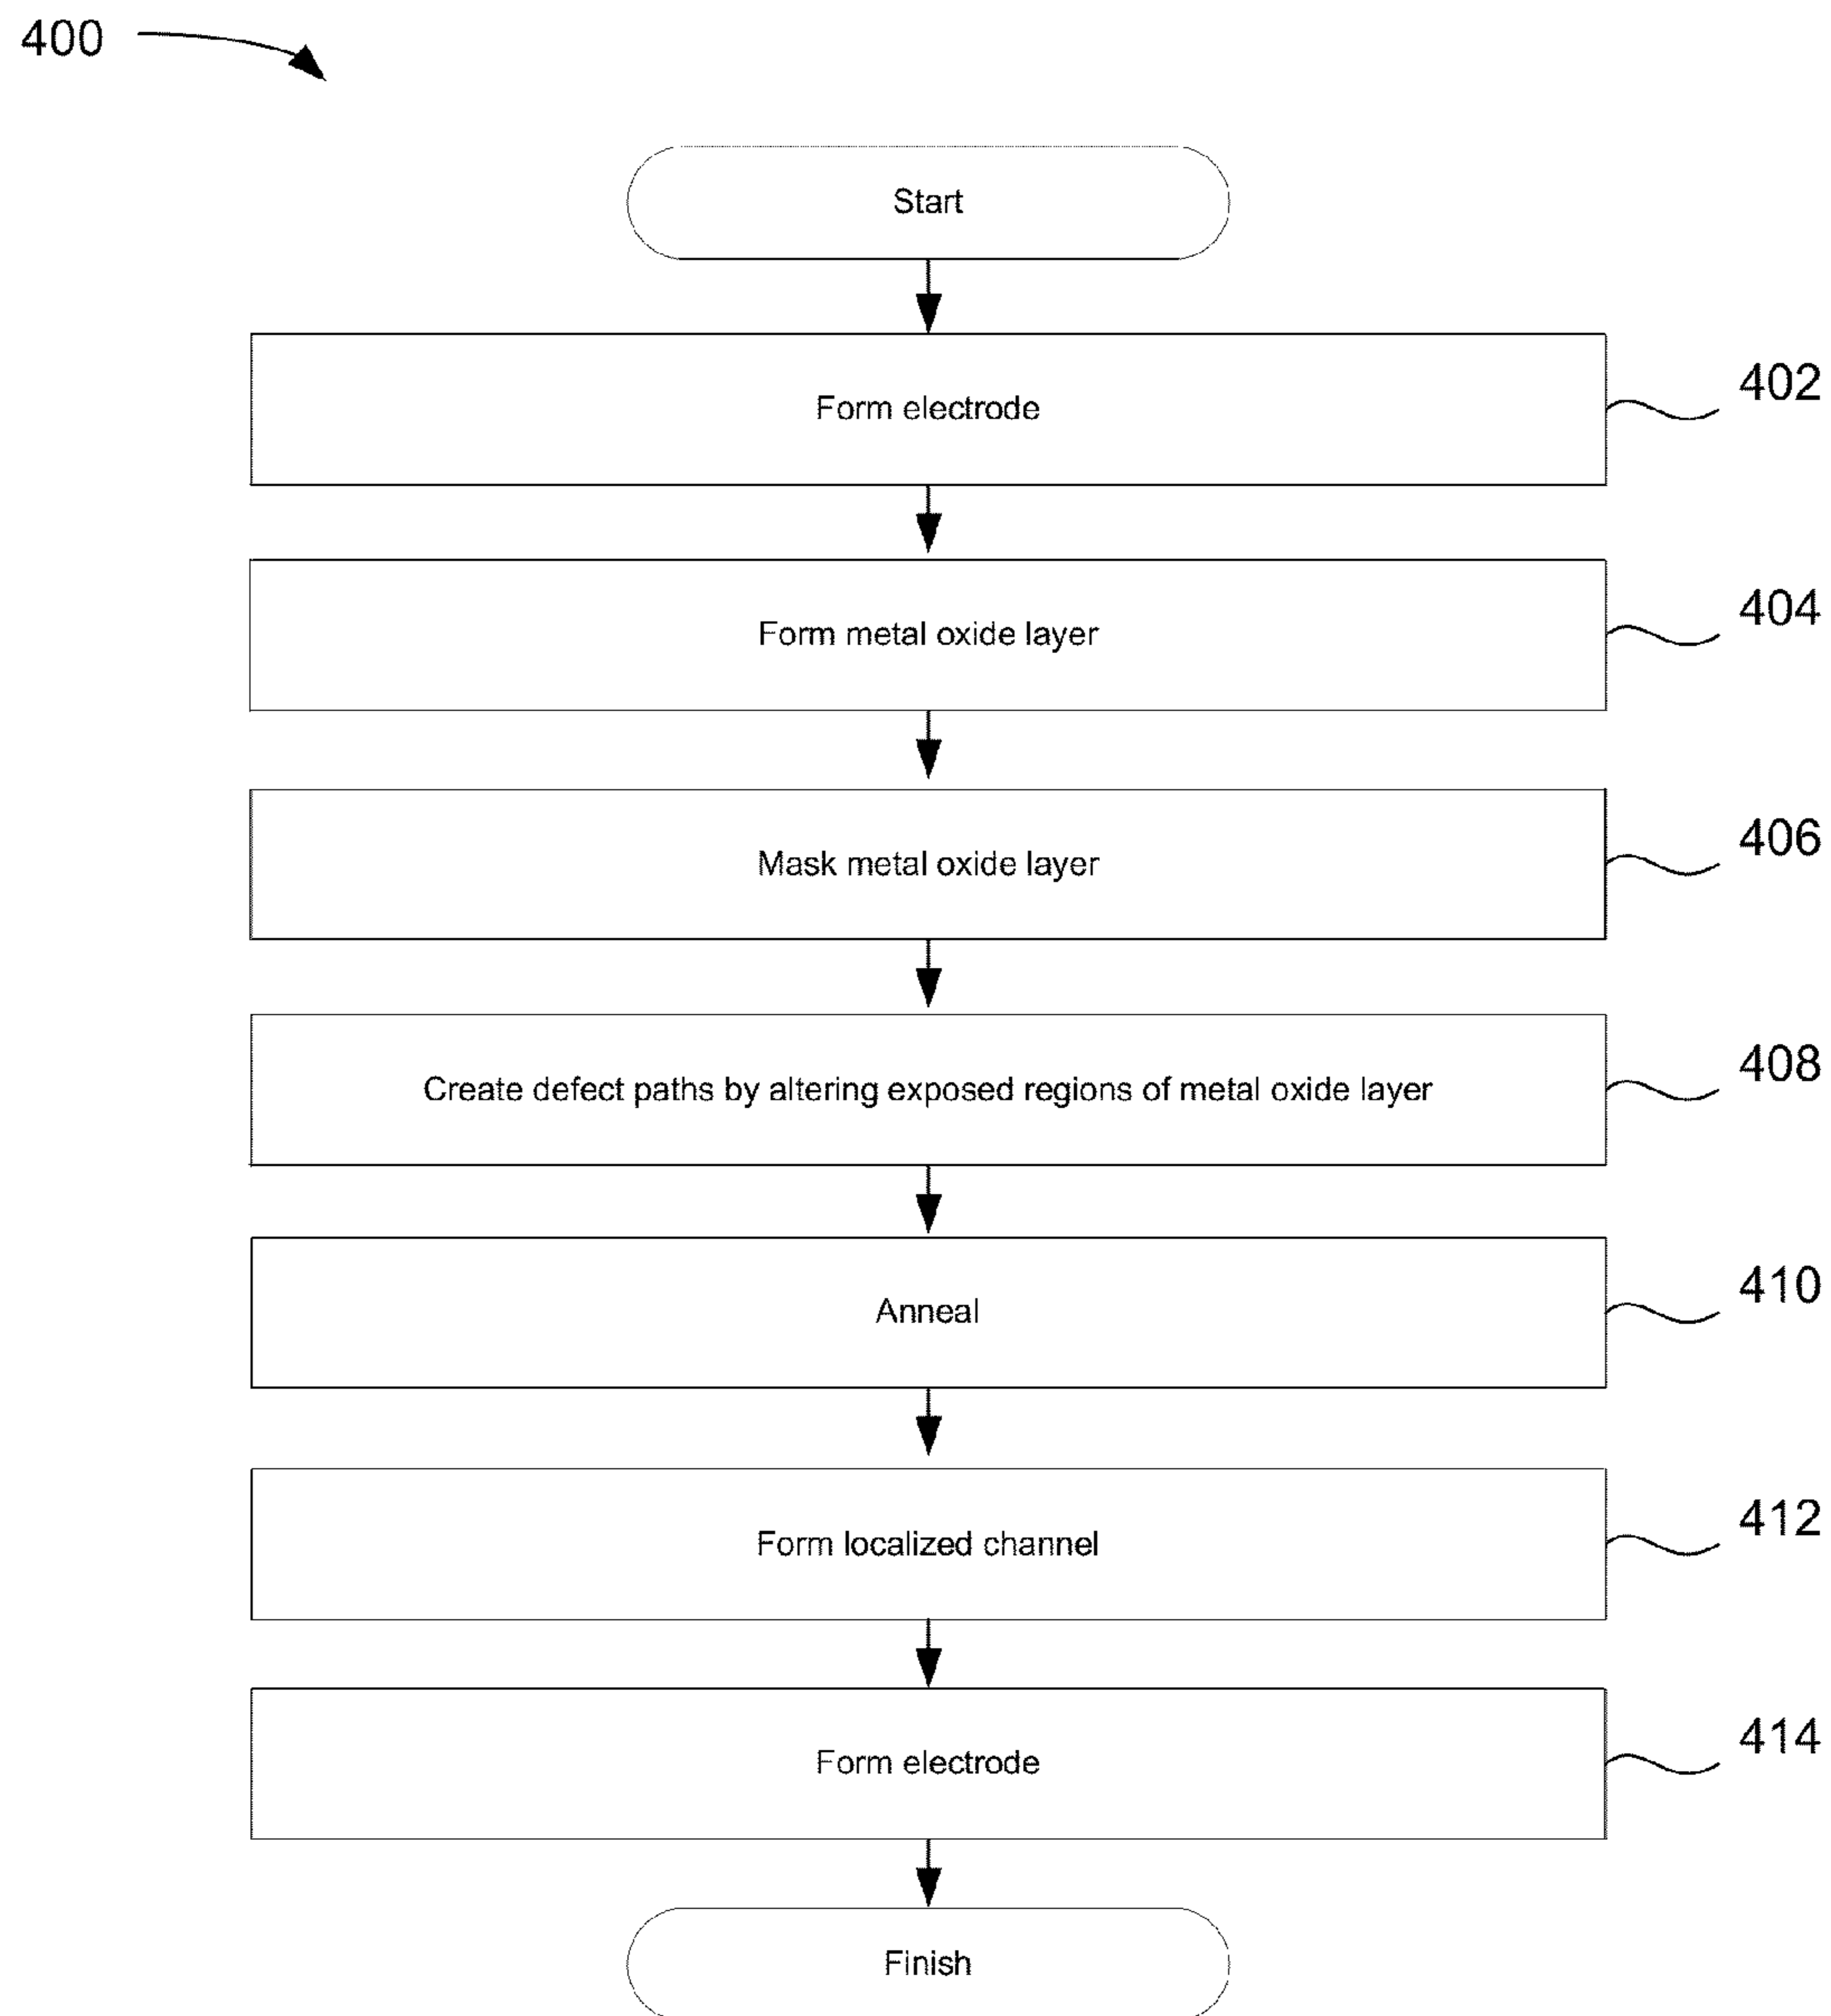 400
Start
Form electrode
402
Form metal oxide layer
404
Mask metal oxide layer
406
Create defect paths by altering exposed regions of metal oxide layer
408
Anneal
410
Form localized channel
412
Form electrode
414
Finish